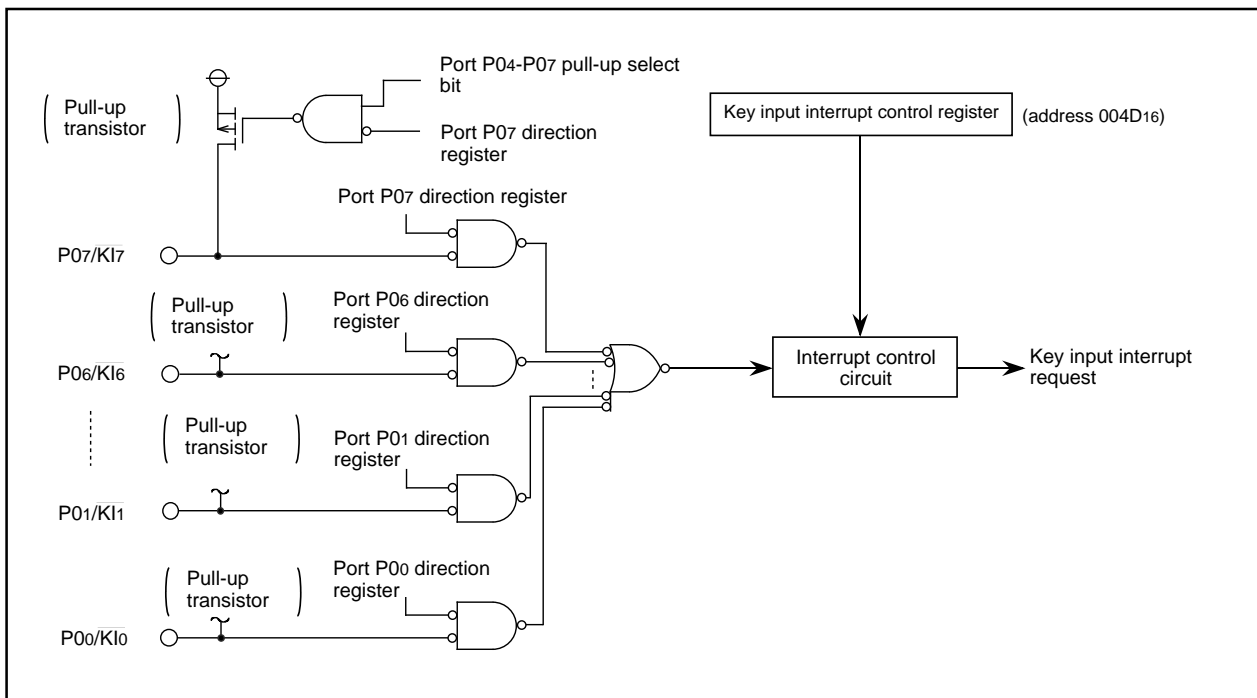 Port P04-P07 pull-up select
bit
( Pull-up
transistor )
Port P07 direction
register
Key input interrupt control register
(address 004D16)
Port P07 direction register
P07/KI7
( Pull-up
transistor )
Port P06 direction
register
P06/KI6
Interrupt control
circuit
Key input interrupt
request
( Pull-up
transistor )
Port P01 direction
register
P01/KI1
( Pull-up
transistor )
Port P00 direction
register
P00/KI0